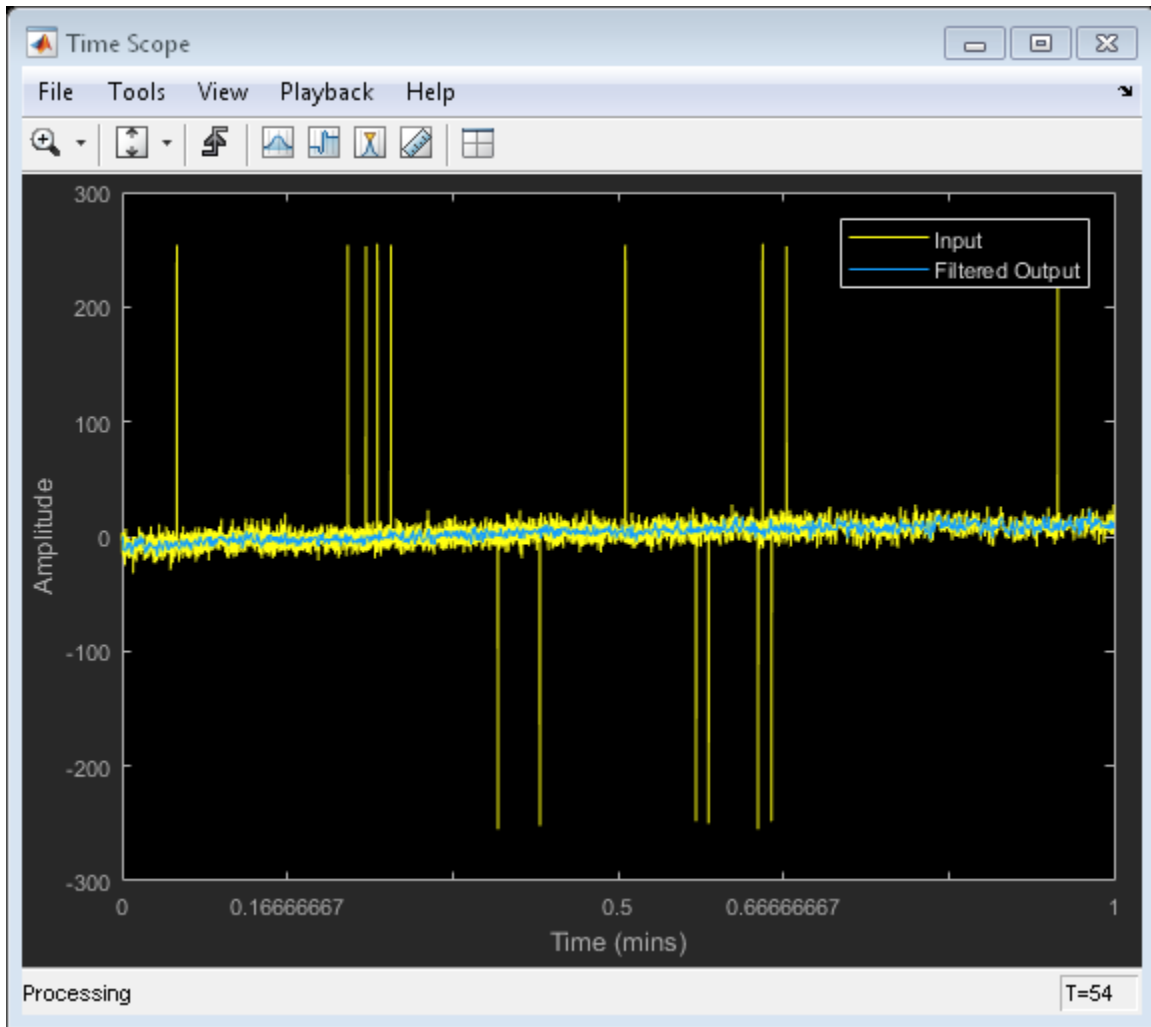 Time Scope
File Tools View Playback Help
300
200
100
0
-100
-200
-300
Amplitude
Input
Filtered Output
0 0.16666667 0.5 0.66666667 1
Time (mins)
Processing T=54